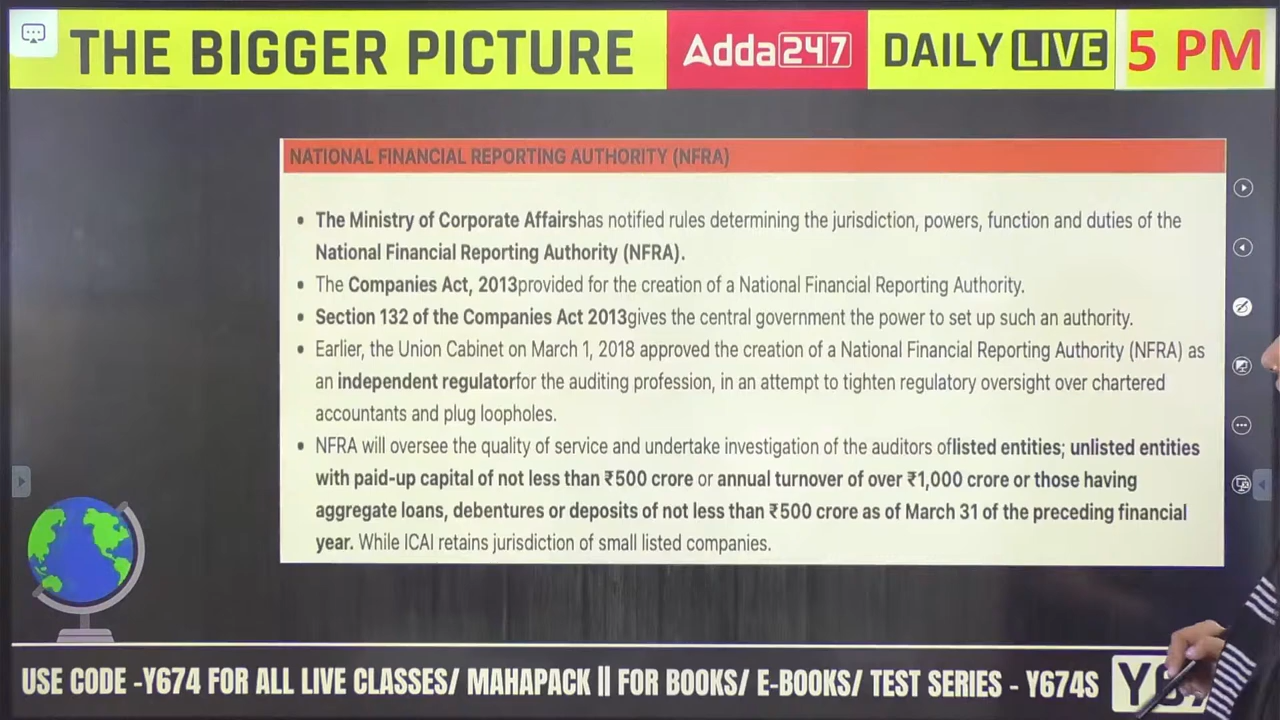 THE BIGGER PICTURE Adda247 DAILY LIVE 5 PM
NATIONAL FINANCIAL REPORTING AUTHORITY (NFRA)
• The Ministry of Corporate Affairshas notified rules determining the jurisdiction, powers, function and duties of the
National Financial Reporting Authority (NFRA).
• The Companies Act, 2013provided for the creation of a National Financial Reporting Authority.
• Section 132 of the Companies Act 2013gives the central government the power to set up such an authority.
• Earlier, the Union Cabinet on March 1, 2018 approved the creation of a National Financial Reporting Authority (NFRA) as
an independent regulatorfor the auditing profession, in an attempt to tighten regulatory oversight over chartered
accountants and plug loopholes.
• NFRA will oversee the quality of service and undertake investigation of the auditors oflisted entities; unlisted entities
with paid-up capital of not less than ₹500 crore or annual turnover of over ₹1,000 crore or those having
aggregate loans, debentures or deposits of not less than ₹500 crore as of March 31 of the preceding financial
year. While ICAI retains jurisdiction of small listed companies.
USE CODE -Y674 FOR ALL LIVE CLASSES/ MAHAPACK || FOR BOOKS/ E-BOOKS/ TEST SERIES - Y674S